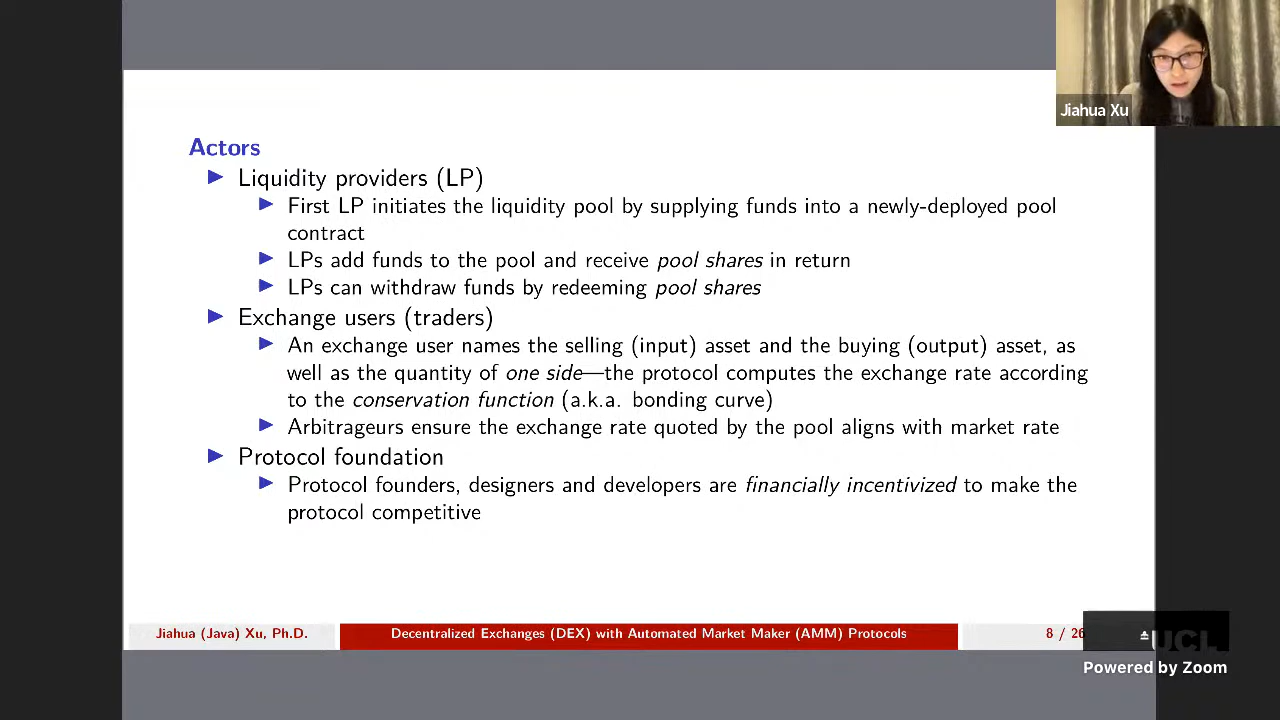 Jiahua Xu
Actors
Liquidity providers (LP)
First LP initiates the liquidity pool by supplying funds into a newly-deployed pool
contract
LPs add funds to the pool and receive pool shares in return
LPs can withdraw funds by redeeming pool shares
Exchange users (traders)
An exchange user names the selling (input) asset and the buying (output) asset, as
well as the quantity of one side—the protocol computes the exchange rate according
to the conservation function (a.k.a. bonding curve)
Arbitrageurs ensure the exchange rate quoted by the pool aligns with market rate
Protocol foundation
Protocol founders, designers and developers are financially incentivized to make the
protocol competitive
Jiahua (Java) Xu, Ph.D.
Decentralized Exchanges (DEX) with Automated Market Maker (AMM) Protocols
8 / 26
UCL
Powered by Zoom